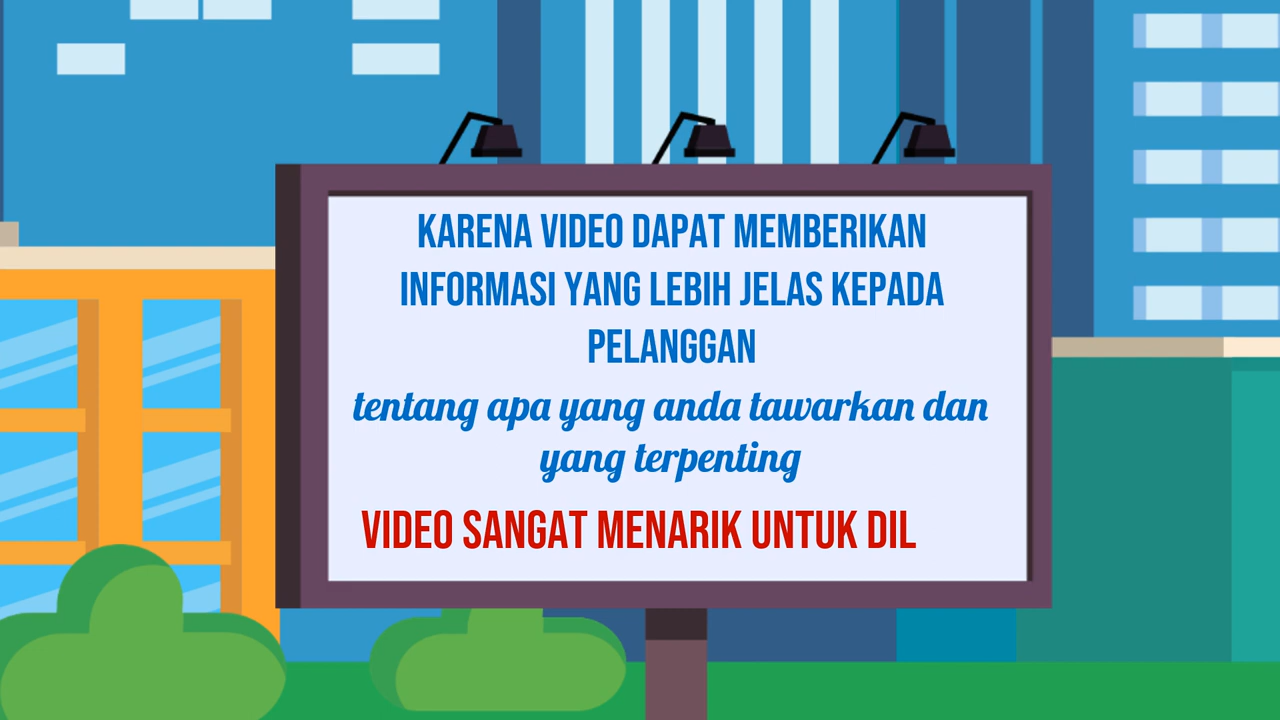 KARENA VIDEO DAPAT MEMBERIKAN
INFORMASI YANG LEBIH JELAS KEPADA
PELANGGAN
tentang apa yang anda tawarkan dan
yang terpenting
VIDEO SANGAT MENARIK UNTUK DIL